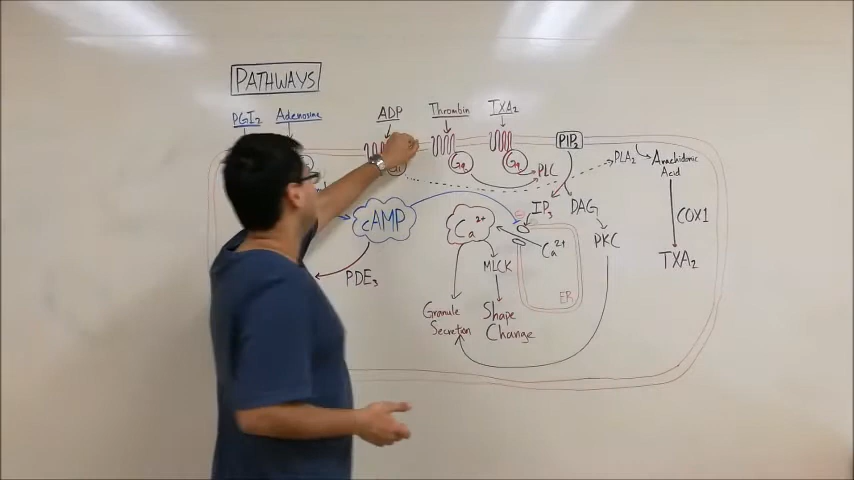 PATHWAYS
PGI₂ Adenosine ADP Thrombin TXA₂
PIP₂
Gi Gq Gq PLC PLA₂ Arachidonic
Acid
cAMP Ca²⁺ IP₃ DAG COX1
Ca²⁺ PKC
PDE₃ MLCK TXA₂
ER
Granule Shape
Secretion Change